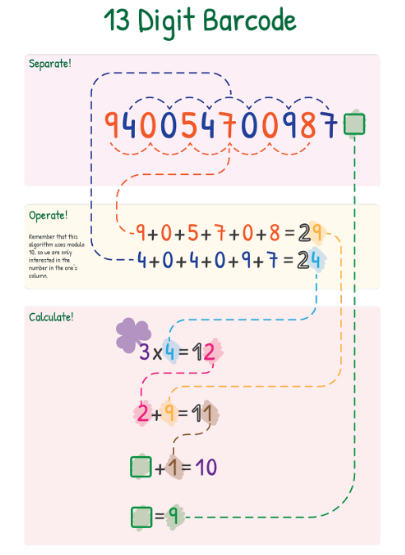 13 Digit Barcode
Separate!
940054700987
Operate!
Remember that this
algorithm uses modulo
10, so we are only
interested in the
number in the one's
column.
9+0+5+7+0+8=29
4+0+4+0+9+7=24
Calculate!
3x4=12
2+9=11
+1=10
=9